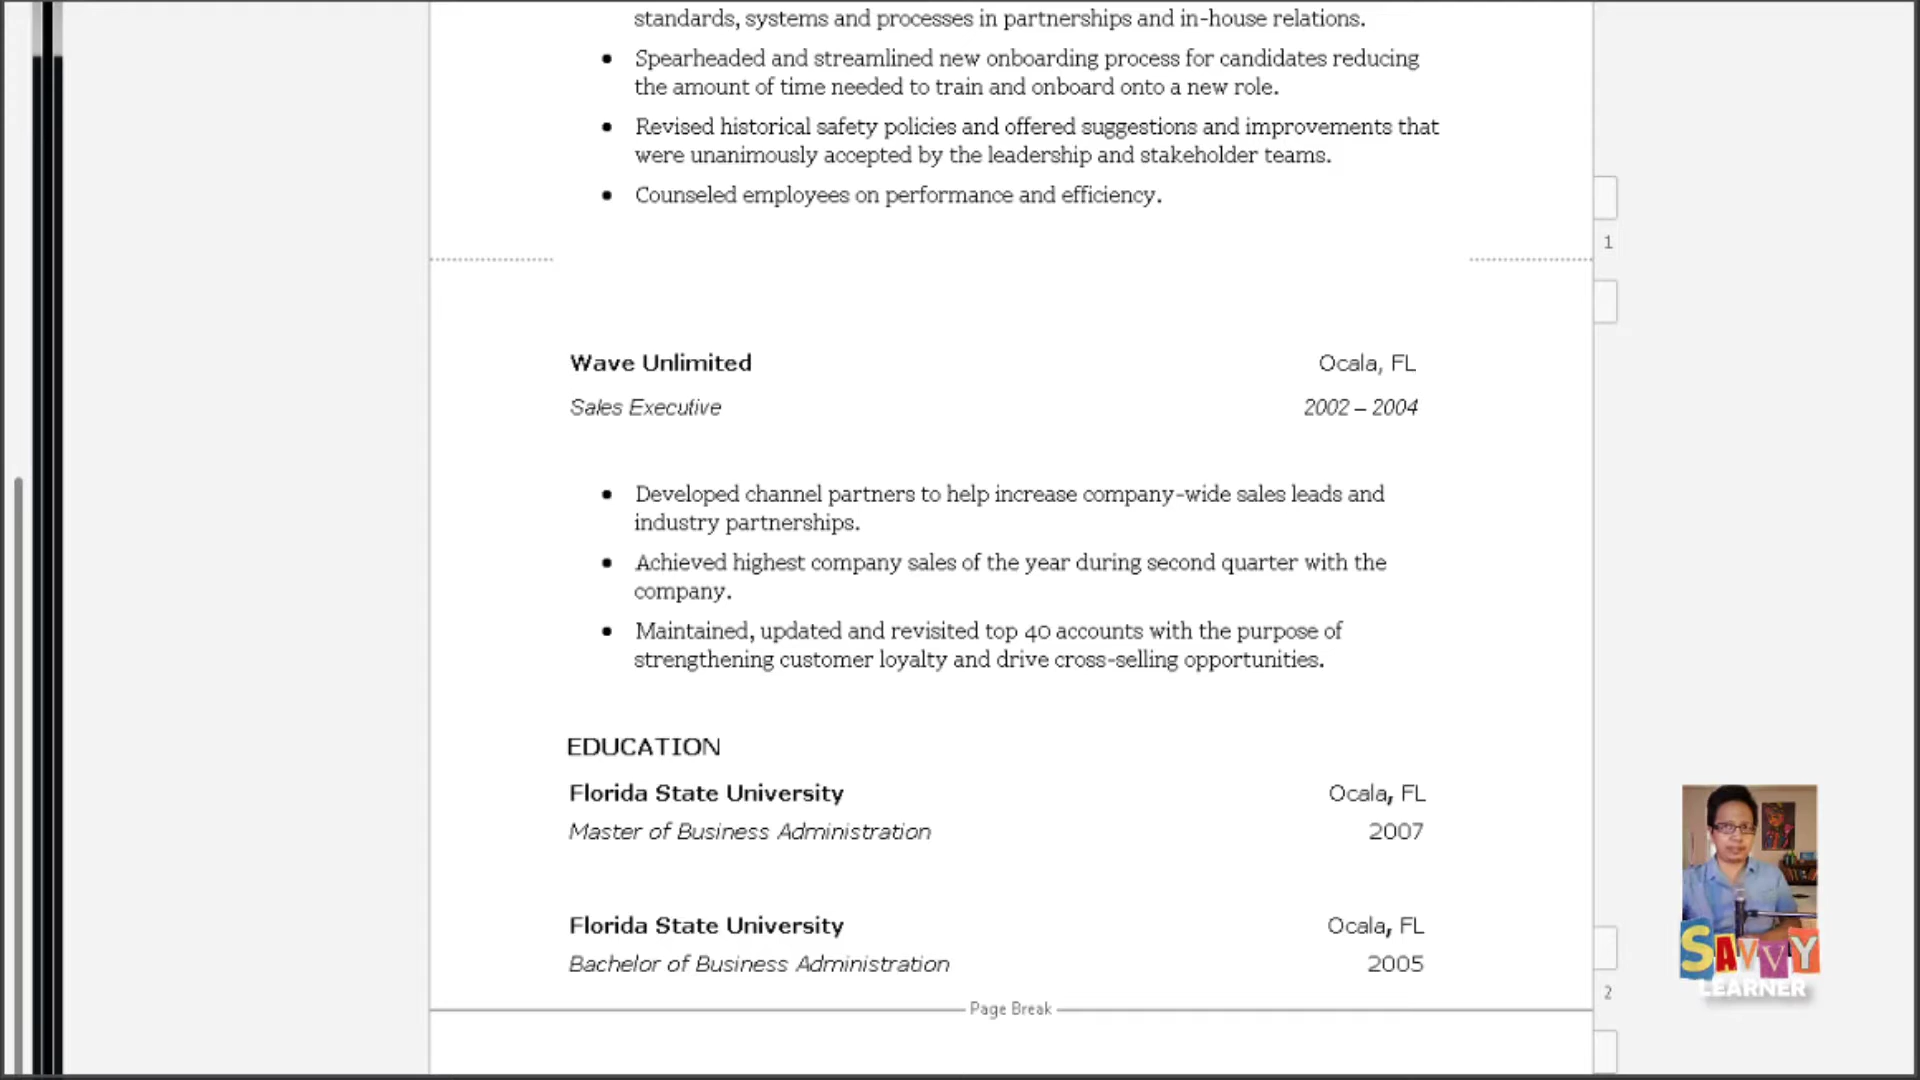 standards, systems and processes in partnerships and in-house relations.
• Spearheaded and streamlined new onboarding process for candidates reducing
the amount of time needed to train and onboard onto a new role.
• Revised historical safety policies and offered suggestions and improvements that
were unanimously accepted by the leadership and stakeholder teams.
• Counseled employees on performance and efficiency.
1
Wave Unlimited Ocala, FL
Sales Executive 2002 – 2004
• Developed channel partners to help increase company-wide sales leads and
industry partnerships.
• Achieved highest company sales of the year during second quarter with the
company.
• Maintained, updated and revisited top 40 accounts with the purpose of
strengthening customer loyalty and drive cross-selling opportunities.
EDUCATION
Florida State University Ocala, FL
Master of Business Administration 2007
Florida State University Ocala, FL
Bachelor of Business Administration 2005
SAVVY
LEARNER
2
Page Break